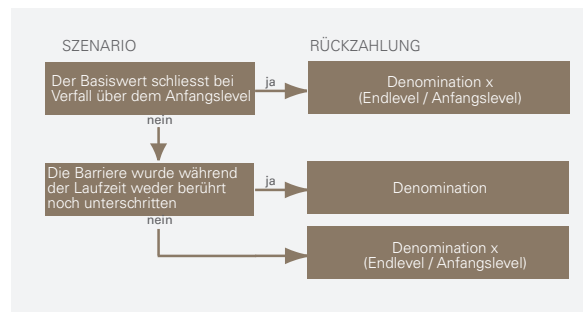 SZENARIO
RÜCKZAHLUNG
Der Basiswert schliesst bei
Verfall über dem Anfangslevel
ja
Denomination x
(Endlevel / Anfangslevel)
nein
Die Barriere wurde während
der Laufzeit weder berührt
noch unterschritten
ja
Denomination
nein
Denomination x
(Endlevel / Anfangslevel)